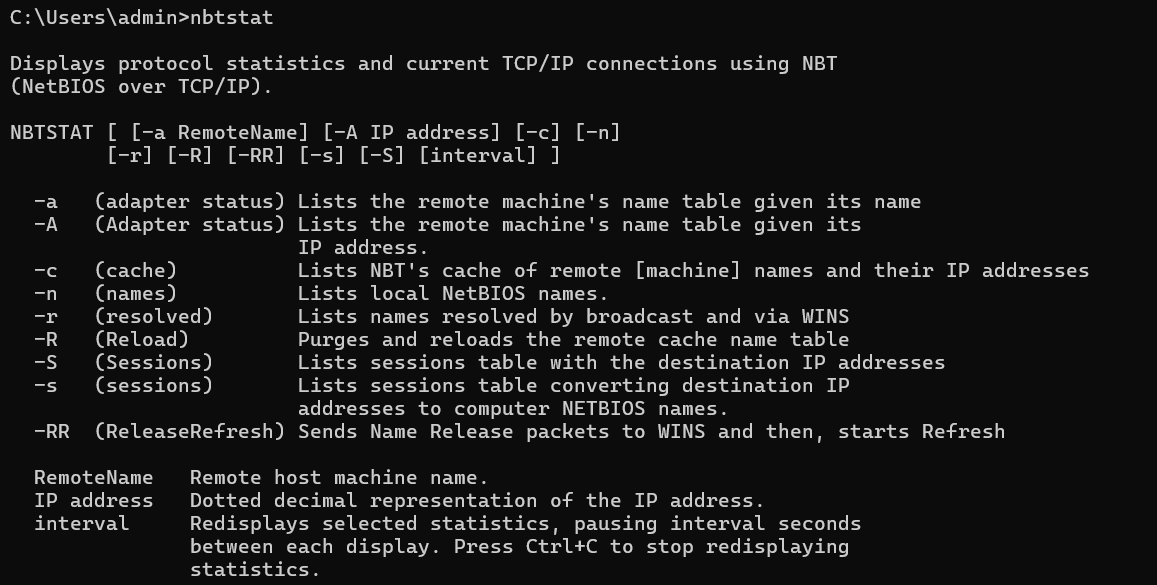 C:\Users\admin>nbtstat

Displays protocol statistics and current TCP/IP connections using NBT
(NetBIOS over TCP/IP).

NBTSTAT [ [-a RemoteName] [-A IP address] [-c] [-n]
        [-r] [-R] [-RR] [-s] [-S] [interval] ]

  -a   (adapter status) Lists the remote machine's name table given its name
  -A   (Adapter status) Lists the remote machine's name table given its
                        IP address.
  -c   (cache)          Lists NBT's cache of remote [machine] names and their IP addresses
  -n   (names)          Lists local NetBIOS names.
  -r   (resolved)       Lists names resolved by broadcast and via WINS
  -R   (Reload)         Purges and reloads the remote cache name table
  -S   (Sessions)       Lists sessions table with the destination IP addresses
  -s   (sessions)       Lists sessions table converting destination IP
                        addresses to computer NETBIOS names.
  -RR  (ReleaseRefresh) Sends Name Release packets to WINS and then, starts Refresh

  RemoteName   Remote host machine name.
  IP address   Dotted decimal representation of the IP address.
  interval     Redisplays selected statistics, pausing interval seconds
               between each display. Press Ctrl+C to stop redisplaying
               statistics.